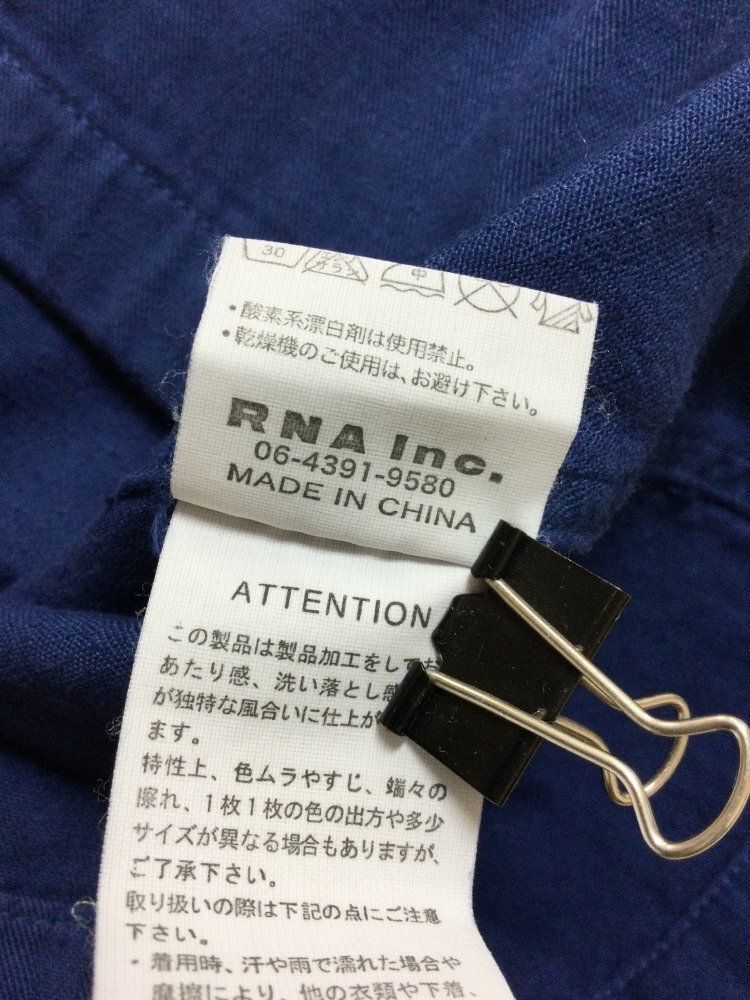 30
中
・酸素系漂白剤は使用禁止。
・乾燥機のご使用は、お避け下さい。
RNA Inc.
06-4391-9580
MADE IN CHINA
ATTENTION
この製品は製品加工をして
あたり感、洗い落とし感
が独特な風合いに仕上が
ます。
特性上、色ムラやすじ、端々の
擦れ、1枚1枚の色の出方や多少
サイズが異なる場合もありますが、
ご了承下さい。
取り扱いの際は下記の点にご注意
下さい。
・着用時、汗や雨で濡れた場合や
摩擦により、他の衣類や下着、